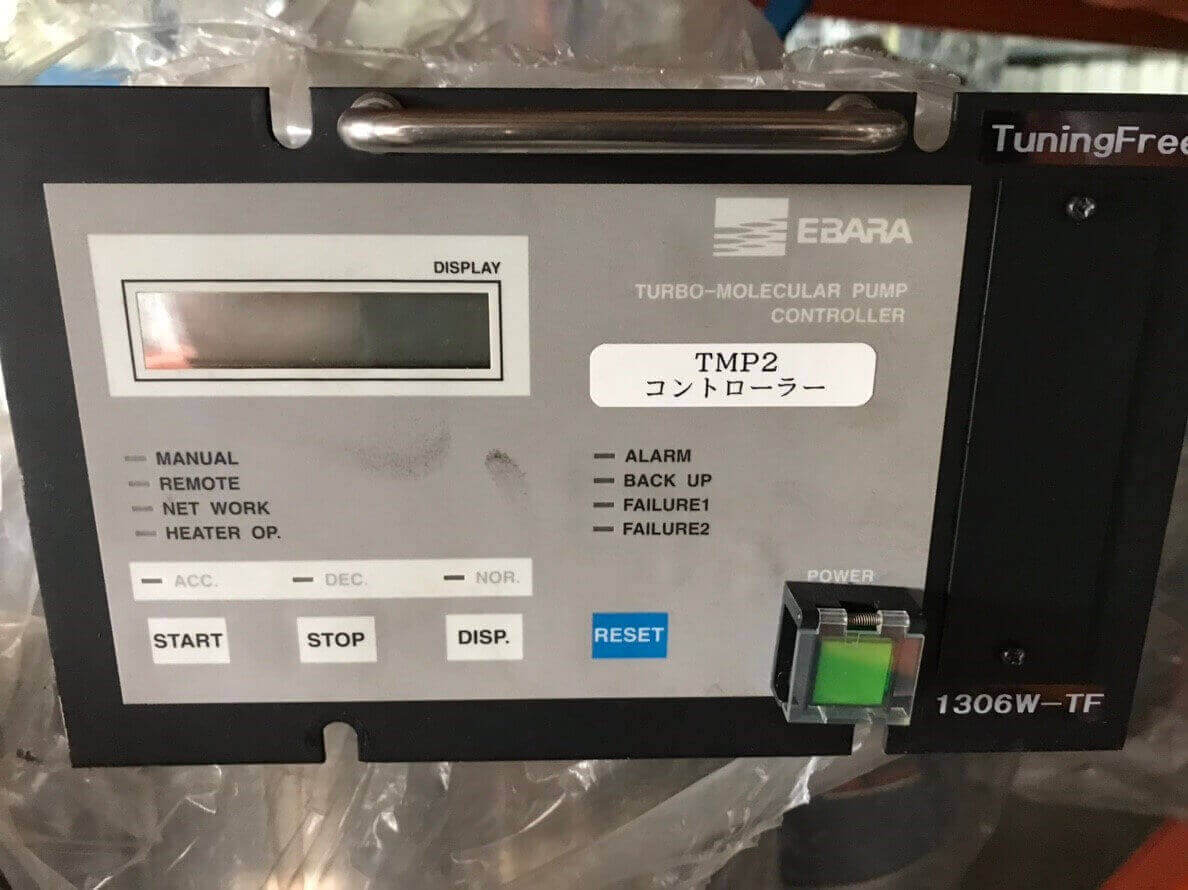 TuningFree
EBARA
DISPLAY
TURBO-MOLECULAR PUMP
CONTROLLER
TMP2
コントローラー
MANUAL
REMOTE
NET WORK
HEATER OP.
ALARM
BACK UP
FAILURE1
FAILURE2
ACC.
DEC.
NOR.
POWER
START
STOP
DISP.
RESET
1306W-TF